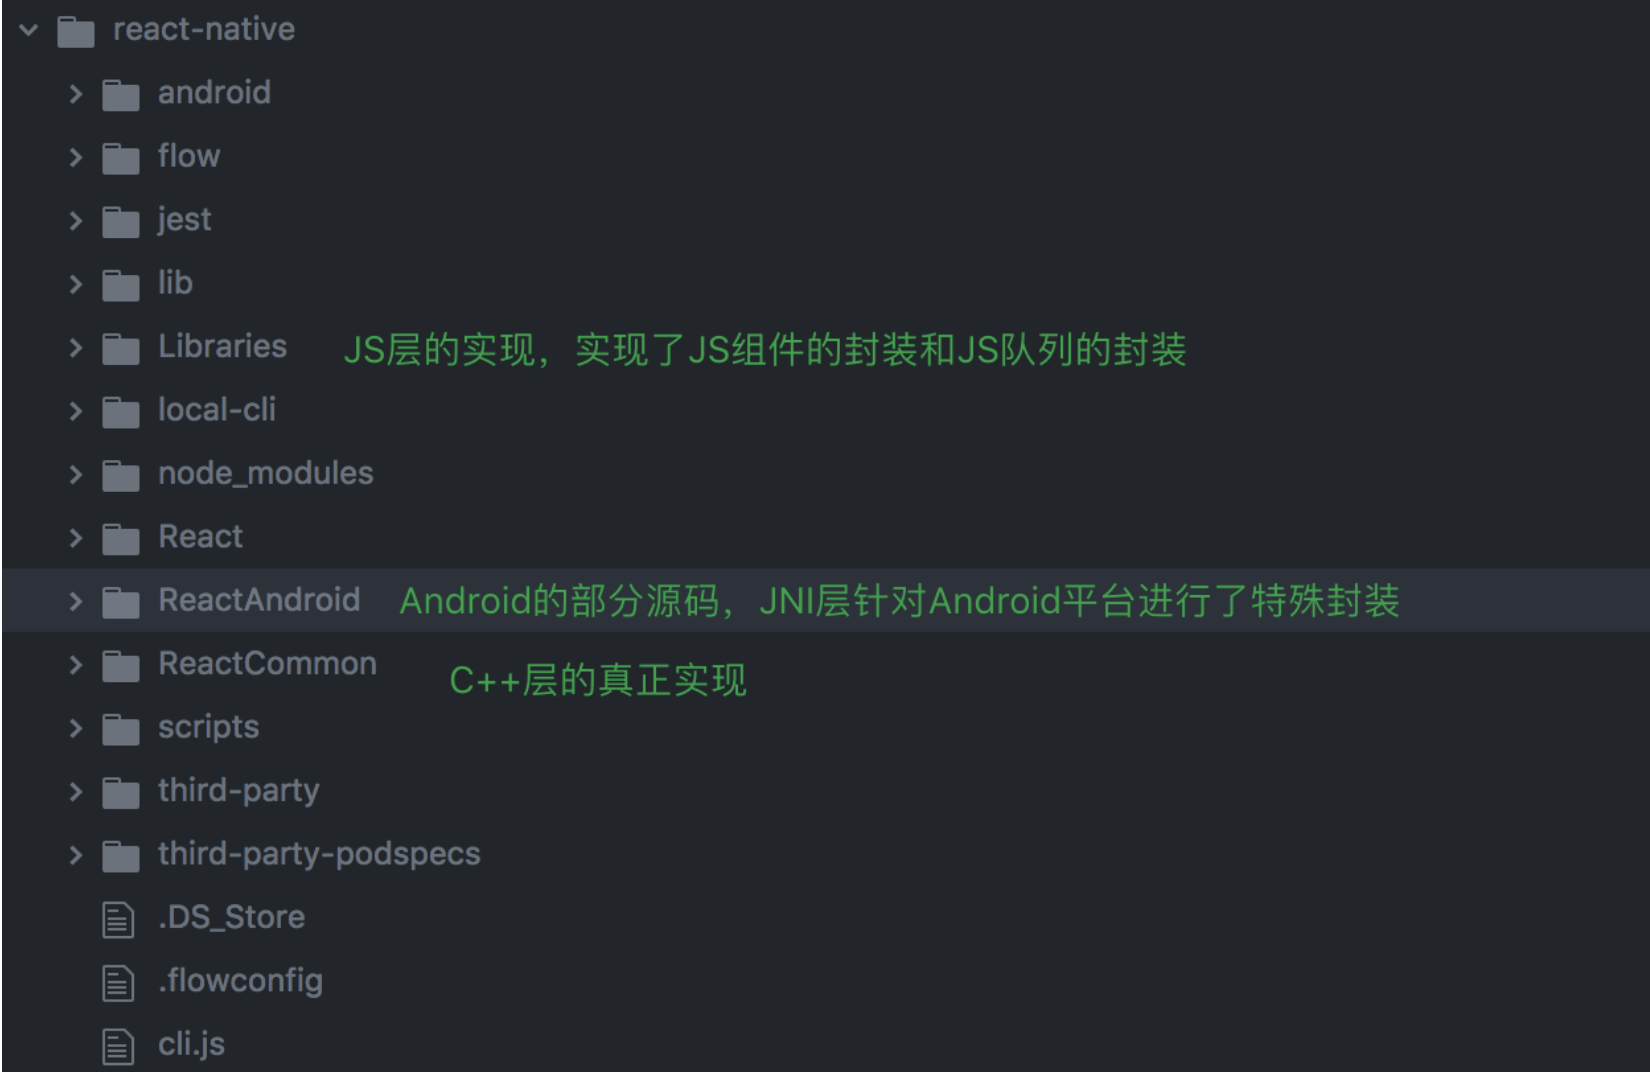 react-native
android
flow
jest
lib
Libraries JS层的实现，实现了JS组件的封装和JS队列的封装
local-cli
node_modules
React
ReactAndroid Android的部分源码，JNI层针对Android平台进行了特殊封装
ReactCommon C++层的真正实现
scripts
third-party
third-party-podspecs
.DS_Store
.flowconfig
cli.js